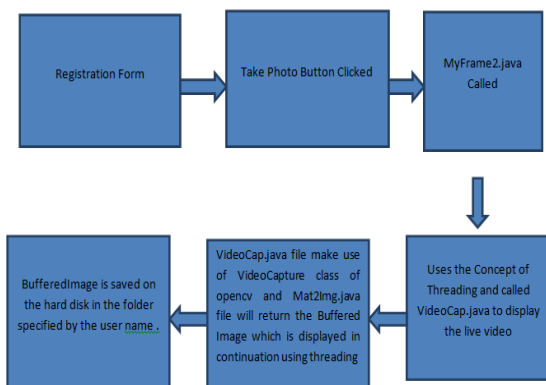 Registration Form
Take Photo Button Clicked
MyFrame2.java
Called
Uses the Concept of
Threading and called
VideoCap.java to display
the live video
VideoCap.java file make use
of VideoCapture class of
opencv and Mat2Img.java
file will return the Buffered
Image which is displayed in
continuation using threading
BufferedImage is saved on
the hard disk in the folder
specified by the user name .